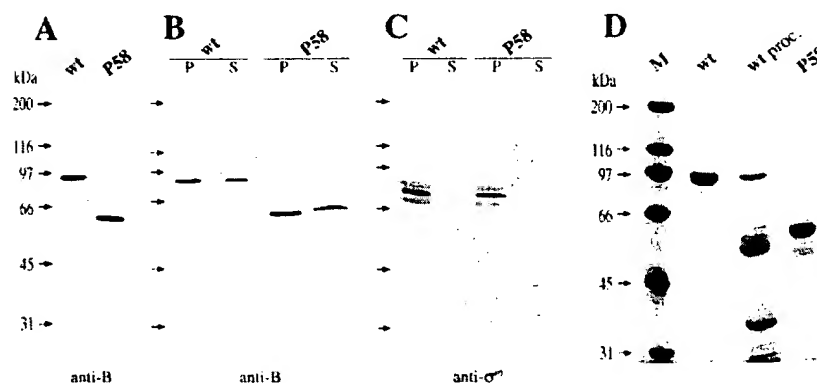 A B C D
wt P58
wt P58
wt P58
M wt wt proc. P58
P S P S
P S P S
kDa
200
116
97
66
45
31
kDa
200
116
97
66
45
31
anti-B
anti-B